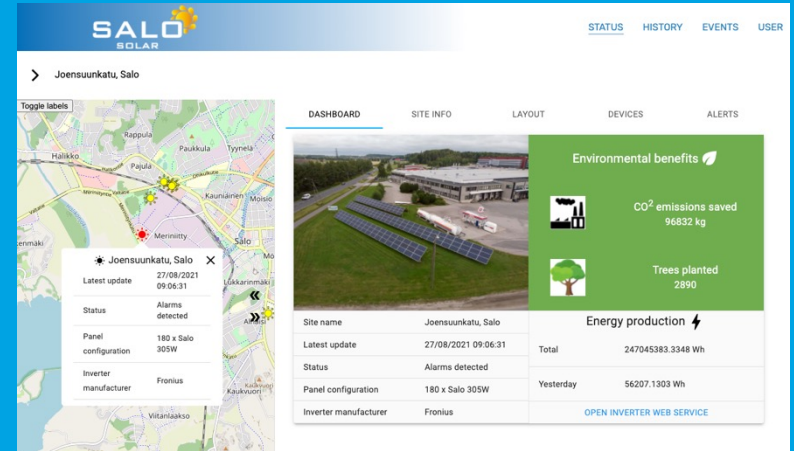 SALO
SOLAR
STATUS HISTORY EVENTS USER
Joensuunkatu, Salo
Toggle labels
Rappula
Paukkula Tyynelä
Halikko
Pajula
Kauniainen Moisio
Meriniitty
Salo
Joensuunkatu, Salo X
Latest update 27/08/2021
09:06:31
Status Alarms
detected
Panel
configuration 180 x Salo
305W
Inverter
manufacturer Fronius
Kaukvuori
Viitanlaakso
DASHBOARD SITE INFO LAYOUT DEVICES ALERTS
Environmental benefits
CO2 emissions saved
96832 kg
Trees planted
2890
Site name Joensuunkatu, Salo
Latest update 27/08/2021 09:06:31
Status Alarms detected
Panel configuration 180 x Salo 305W
Inverter manufacturer Fronius
Energy production
Total 247045383.3348 Wh
Yesterday 56207.1303 Wh
OPEN INVERTER WEB SERVICE